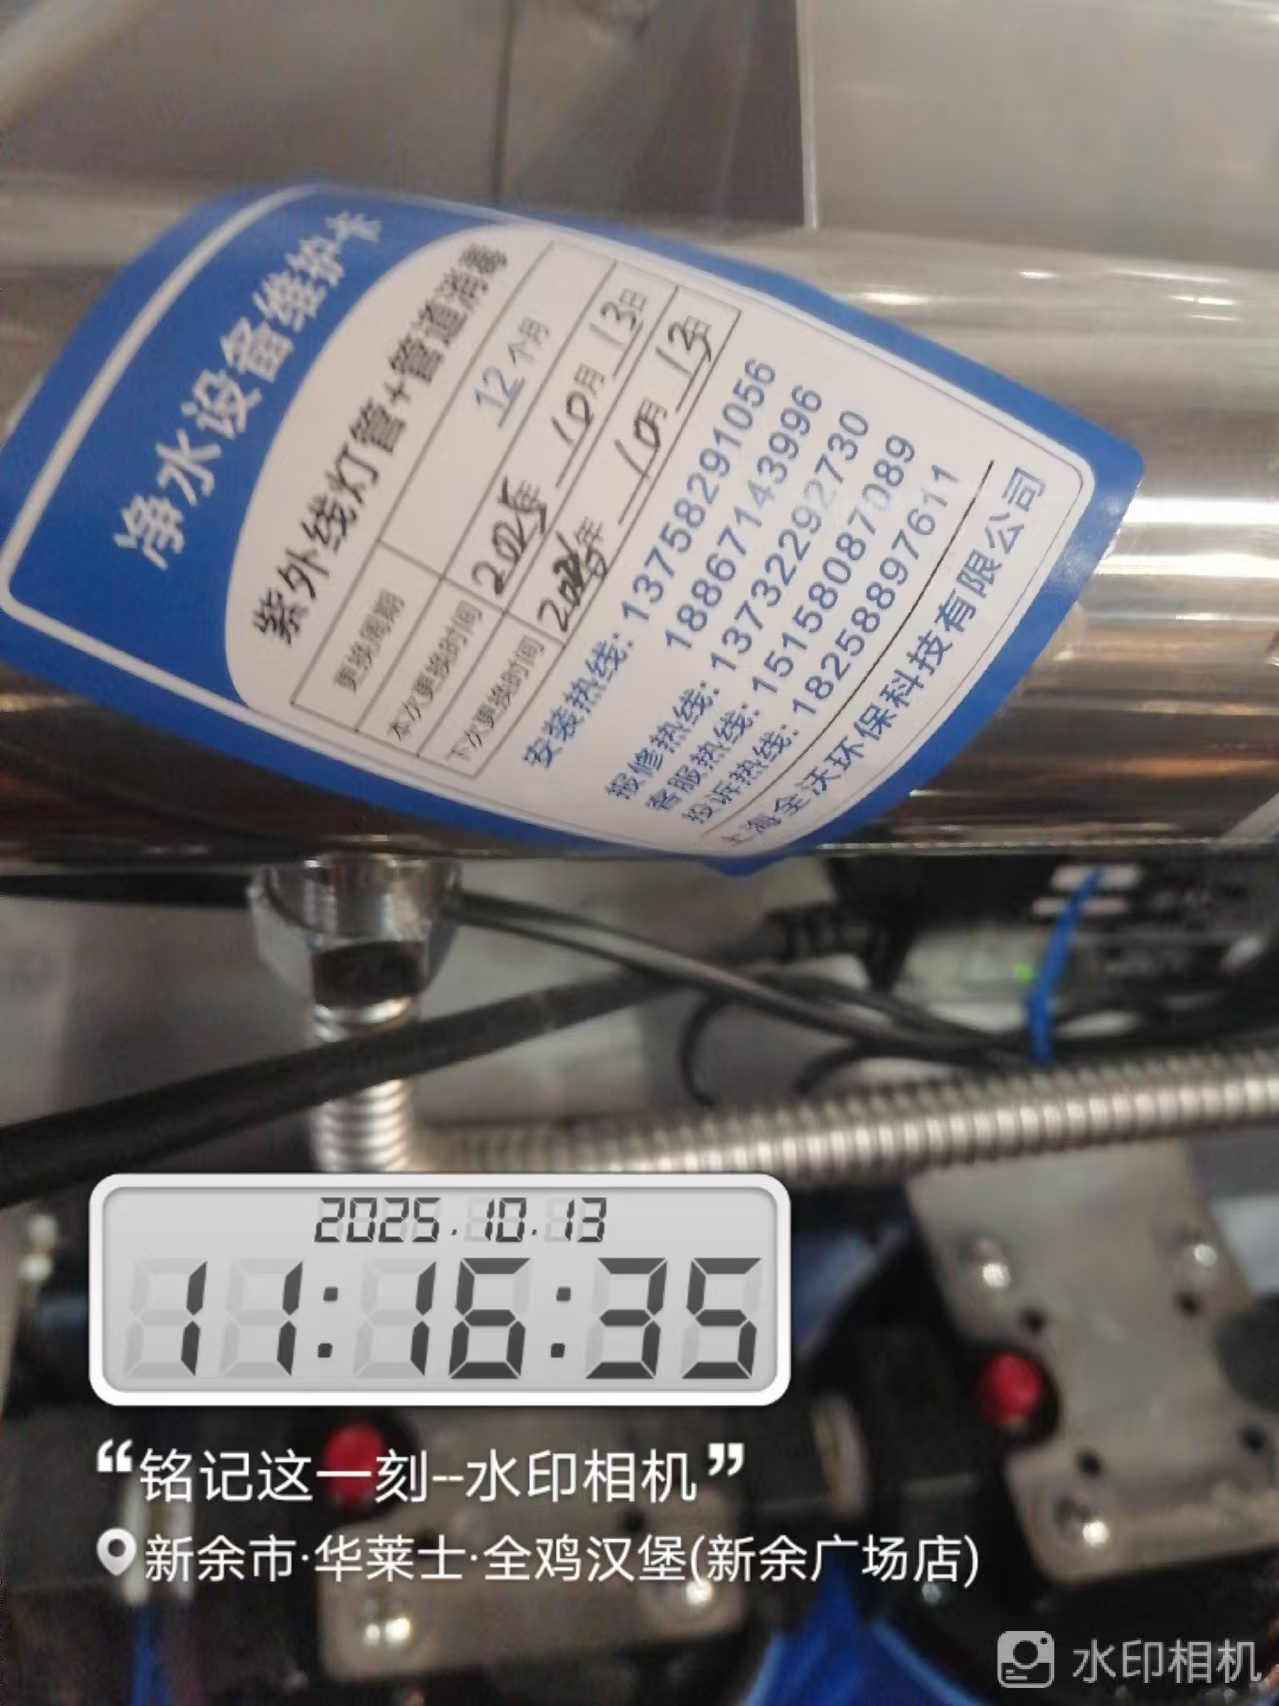 净水设备维护卡
紫外线灯管+管道消毒
更换周期 12个月
本次更换时间 2025年10月13日
下次更换时间 2026年10月12日
安装热线: 13758291056
18867143996
报修热线: 13732292730
客服热线: 15158087089
投诉热线: 18258897611
上海全沃环保科技有限公司
2025.10.13
11:16:35
“铭记这一刻--水印相机”
新余市·华莱士·全鸡汉堡(新余广场店)
水印相机